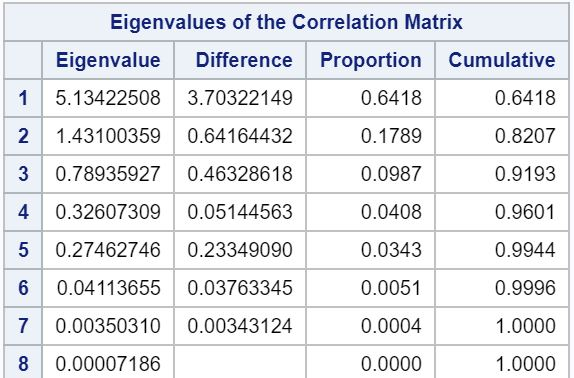 Eigenvalues of the Correlation Matrix
Eigenvalue Difference Proportion Cumulative
1 5.13422508 3.70322149 0.6418 0.6418
2 1.43100359 0.64164432 0.1789 0.8207
3 0.78935927 0.46328618 0.0987 0.9193
4 0.32607309 0.05144563 0.0408 0.9601
5 0.27462746 0.23349090 0.0343 0.9944
6 0.04113655 0.03763345 0.0051 0.9996
7 0.00350310 0.00343124 0.0004 1.0000
8 0.00007186 0.0000 1.0000